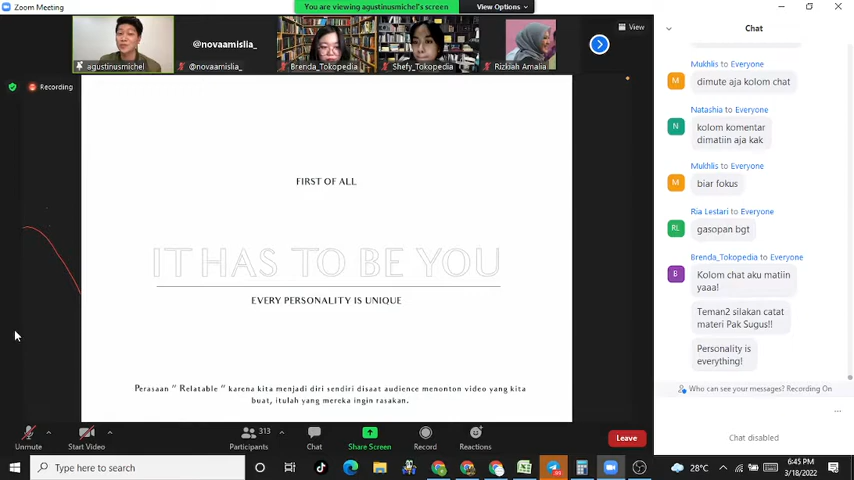 Zoom Meeting
You are viewing agustinusmichel's screen
View Options
agustinusmichel
@novaamislia_
@novaamislia_
Brenda_Tokopedia
Shefy_Tokopedia
Rizkiah Amalia
View
Recording
FIRST OF ALL
IT HAS TO BE YOU
EVERY PERSONALITY IS UNIQUE
Perasaan " Relatable " karena kita menjadi diri sendiri disaat audience menonton video yang kita
buat, itulah yang mereka ingin rasakan.
Chat
Mukhlis to Everyone
M
dimute aja kolom chat
Natashia to Everyone
N
kolom komentar
dimatiin aja kak
Mukhlis to Everyone
M
biar fokus
Ria Lestari to Everyone
RL
gasopan bgt
Brenda_Tokopedia to Everyone
B
Kolom chat aku matiin
yaaa!
Teman2 silakan catat
materi Pak Sugus!!
Personality is
everything!
Who can see your messages? Recording On
Chat disabled
Unmute
Start Video
Participants
313
Chat
Share Screen
Record
Reactions
Leave
Type here to search
28°C
6:45 PM
3/18/2022